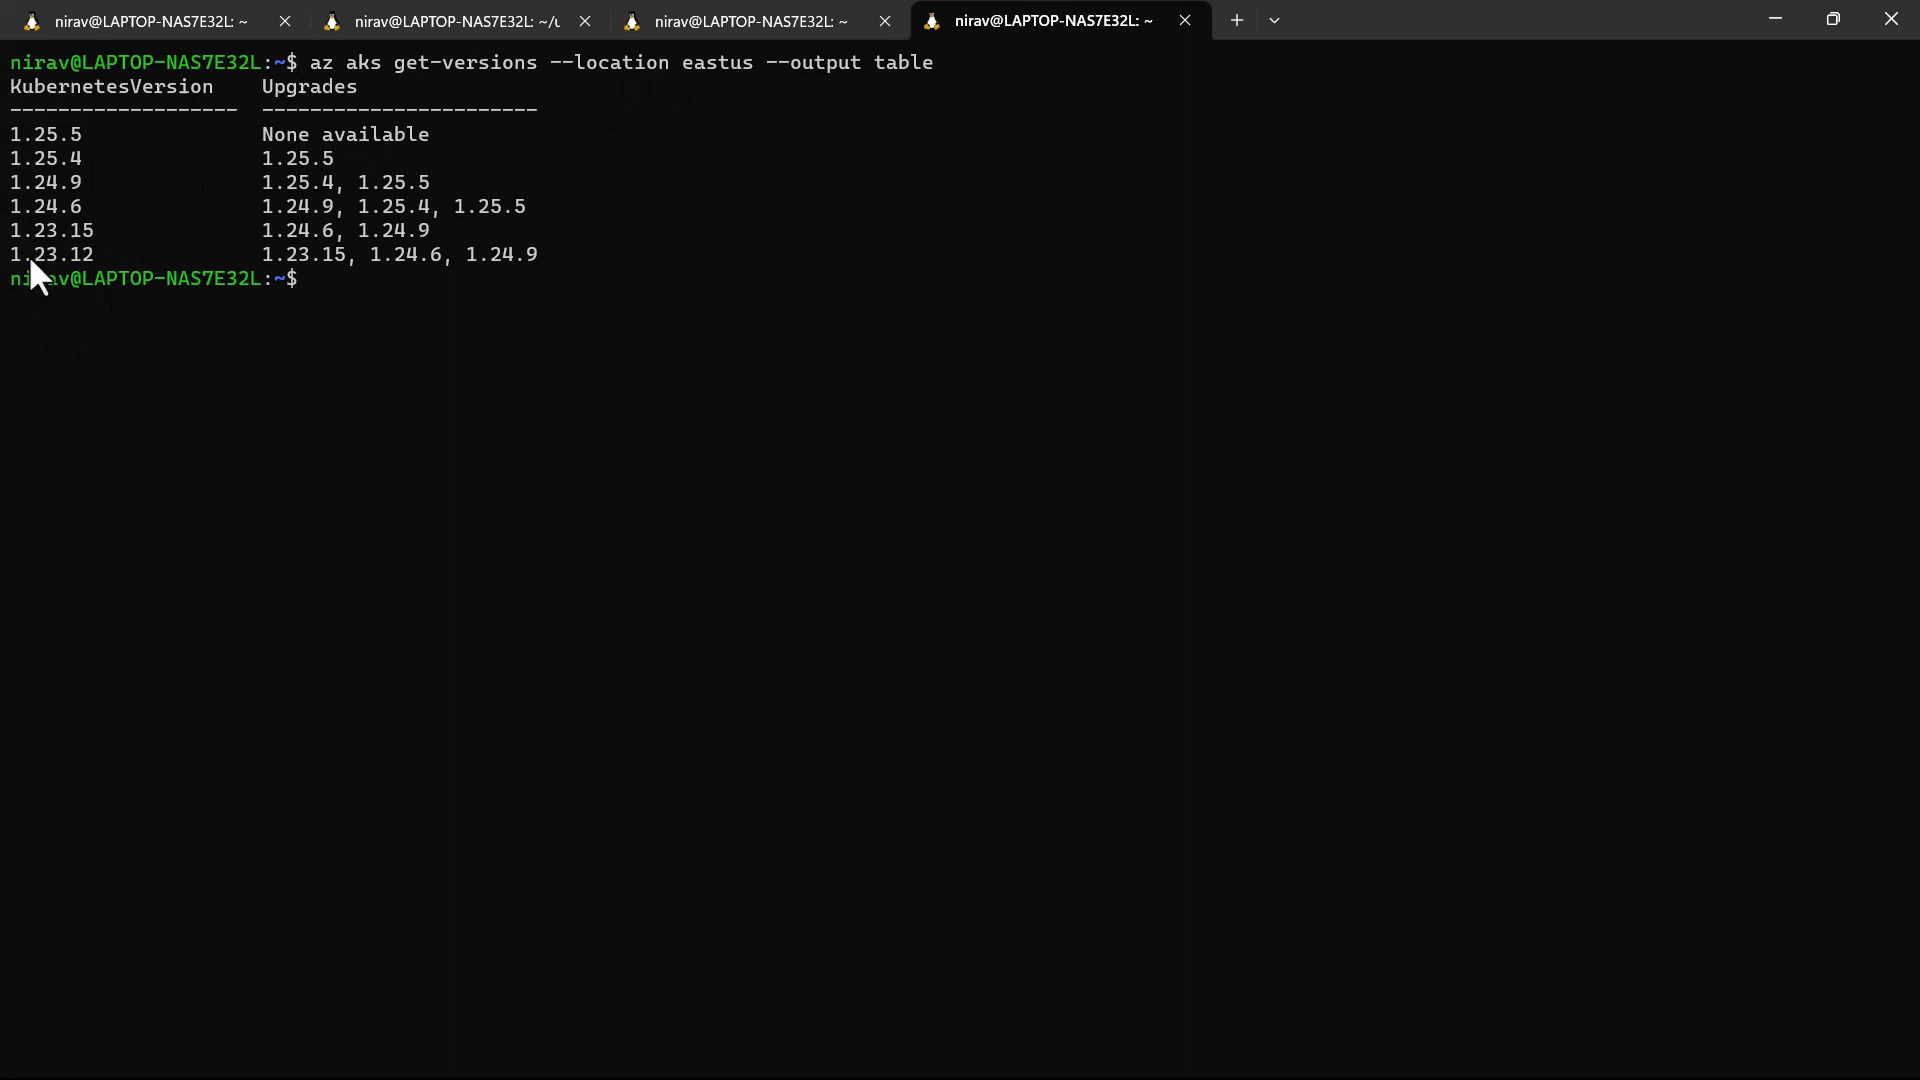 nirav@LAPTOP-NAS7E32L: ~ nirav@LAPTOP-NAS7E32L: ~/u nirav@LAPTOP-NAS7E32L: ~ nirav@LAPTOP-NAS7E32L: ~
nirav@LAPTOP-NAS7E32L:~$ az aks get-versions --location eastus --output table
KubernetesVersion Upgrades
------------------- -----------------------
1.25.5 None available
1.25.4 1.25.5
1.24.9 1.25.4, 1.25.5
1.24.6 1.24.9, 1.25.4, 1.25.5
1.23.15 1.24.6, 1.24.9
1.23.12 1.23.15, 1.24.6, 1.24.9
nirav@LAPTOP-NAS7E32L:~$